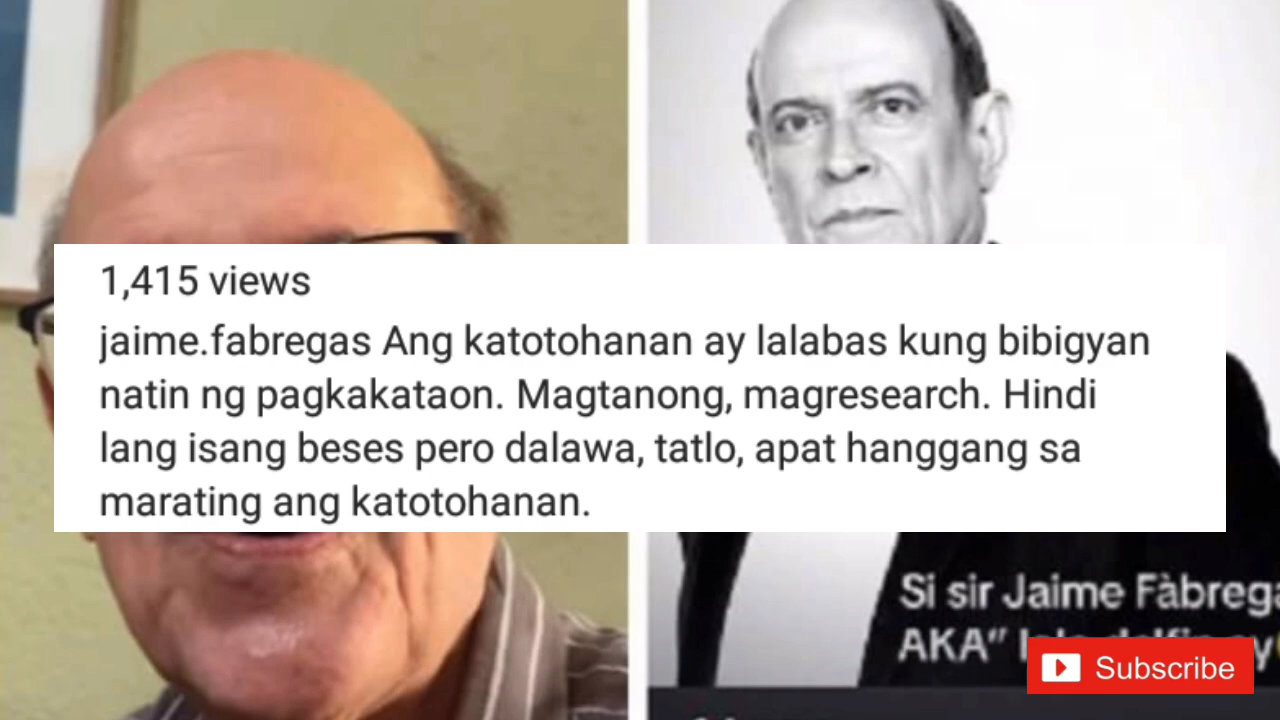 1,415 views
jaime.fabregas Ang katotohanan ay lalabas kung bibigyan
natin ng pagkakataon. Magtanong, magresearch. Hindi
lang isang beses pero dalawa, tatlo, apat hanggang sa
marating ang katotohanan.
Si sir Jaime Fàbrega
AKA"
Subscribe